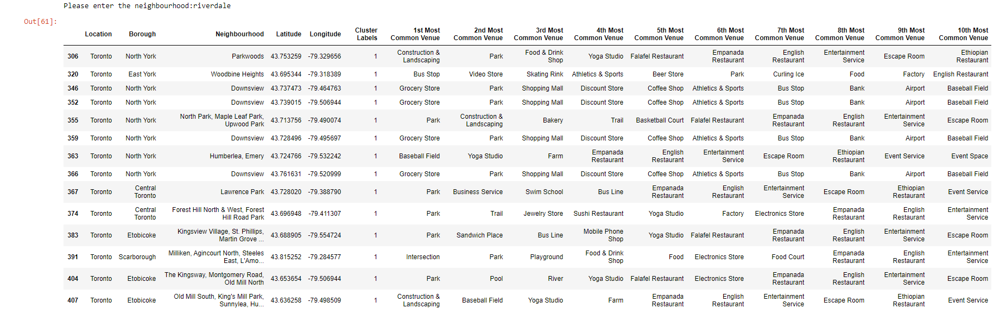 Please enter the neighbourhood:riverdale
Out[61]:
Location Borough Neighbourhood Latitude Longitude Cluster Labels 1st Most Common Venue 2nd Most Common Venue 3rd Most Common Venue 4th Most Common Venue 5th Most Common Venue 6th Most Common Venue 7th Most Common Venue 8th Most Common Venue 9th Most Common Venue 10th Most Common Venue
306 Toronto North York Parkwoods 43.753259 -79.329656 1 Construction & Landscaping Park Food & Drink Shop Yoga Studio Falafel Restaurant Empanada Restaurant English Restaurant Entertainment Service Escape Room Ethiopian Restaurant
320 Toronto East York Woodbine Heights 43.695344 -79.318389 1 Bus Stop Video Store Skating Rink Athletics & Sports Beer Store Park Curling Ice Food Factory English Restaurant
346 Toronto North York Downsview 43.737473 -79.464763 1 Grocery Store Park Shopping Mall Discount Store Coffee Shop Athletics & Sports Bus Stop Bank Airport Baseball Field
352 Toronto North York Downsview 43.739015 -79.506944 1 Grocery Store Park Shopping Mall Discount Store Coffee Shop Athletics & Sports Bus Stop Bank Airport Baseball Field
355 Toronto North York North Park, Maple Leaf Park, Upwood Park 43.713756 -79.490074 1 Park Construction & Landscaping Bakery Trail Basketball Court Falafel Restaurant Empanada Restaurant English Restaurant Entertainment Service Escape Room
359 Toronto North York Downsview 43.728496 -79.495697 1 Grocery Store Park Shopping Mall Discount Store Coffee Shop Athletics & Sports Bus Stop Bank Airport Baseball Field
363 Toronto North York Humberlea, Emery 43.724766 -79.532242 1 Baseball Field Yoga Studio Farm Empanada Restaurant English Restaurant Entertainment Service Escape Room Ethiopian Restaurant Event Service Event Space
366 Toronto North York Downsview 43.761631 -79.520999 1 Grocery Store Park Shopping Mall Discount Store Coffee Shop Athletics & Sports Bus Stop Bank Airport Baseball Field
367 Toronto Central Toronto Lawrence Park 43.728020 -79.388790 1 Park Business Service Swim School Bus Line Empanada Restaurant English Restaurant Entertainment Service Escape Room Ethiopian Restaurant Event Service
374 Toronto Central Toronto Forest Hill North & West, Forest Hill Road Park 43.696948 -79.411307 1 Park Trail Jewelry Store Sushi Restaurant Yoga Studio Factory Electronics Store Empanada Restaurant English Restaurant Entertainment Service
383 Toronto Etobicoke Kingsview Village, St. Phillips, Martin Grove ... 43.688905 -79.554724 1 Park Sandwich Place Bus Line Mobile Phone Shop Yoga Studio Falafel Restaurant Empanada Restaurant English Restaurant Entertainment Service Escape Room
391 Toronto Scarborough Milliken, Agincourt North, Steeles East, L'Amo... 43.815252 -79.284577 1 Intersection Park Playground Food & Drink Shop Food Electronics Store Food Court Empanada Restaurant English Restaurant Entertainment Service
404 Toronto Etobicoke The Kingsway, Montgomery Road, Old Mill North 43.653654 -79.506944 1 Park Pool River Yoga Studio Falafel Restaurant Electronics Store Empanada Restaurant English Restaurant Entertainment Service Escape Room
407 Toronto Etobicoke Old Mill South, King's Mill Park, Sunnylea, Hu... 43.636258 -79.498509 1 Construction & Landscaping Baseball Field Yoga Studio Farm Empanada Restaurant English Restaurant Entertainment Service Escape Room Ethiopian Restaurant Event Service